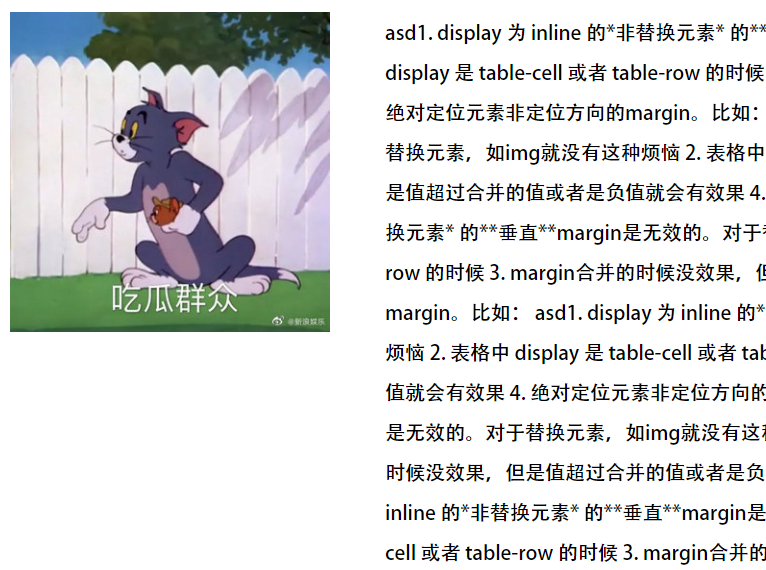 吃瓜群众
@新浪娱乐
asd1. display 为 inline 的*非替换元素* 的**
display 是 table-cell 或者 table-row 的时候
绝对定位元素非定位方向的margin。比如：
替换元素，如img就没有这种烦恼 2. 表格中
是值超过合并的值或者是负值就会有效果 4.
换元素* 的**垂直**margin是无效的。对于
row 的时候 3. margin合并的时候没效果，
margin。比如： asd1. display 为 inline 的*
烦恼 2. 表格中 display 是 table-cell 或者
值就会有效果 4. 绝对定位元素非定位方向的
是无效的。对于替换元素，如img就没有这
时候没效果，但是值超过合并的值或者是负
inline 的*非替换元素* 的**垂直**margin是
cell 或者 table-row 的时候 3. margin合并的